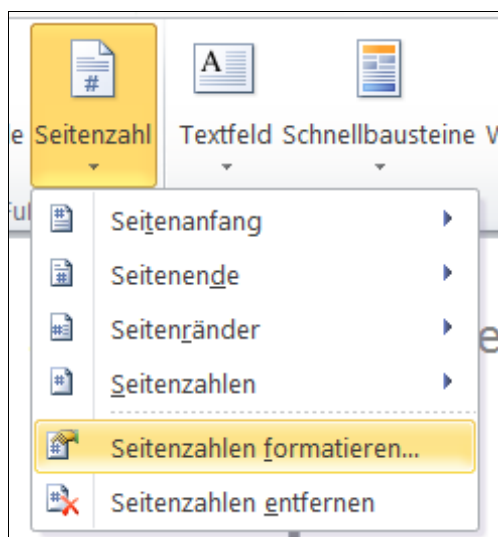 Seitenzahl Textfeld Schnellbausteine
Seitenanfang
Seitenende
Seitenränder
Seitenzahlen
Seitenzahlen formatieren...
Seitenzahlen entfernen